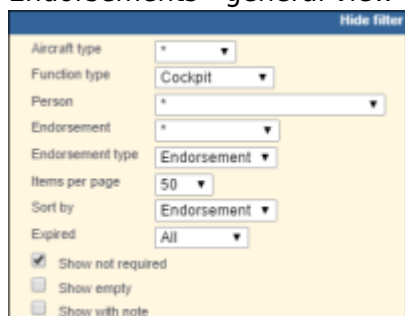 Endorsements - general view
Hide filter
Aircraft type *
Function type Cockpit
Person *
Endorsement *
Endorsement type Endorsement
Items per page 50
Sort by Endorsement
Expired All
Show not required
Show empty
Show with note